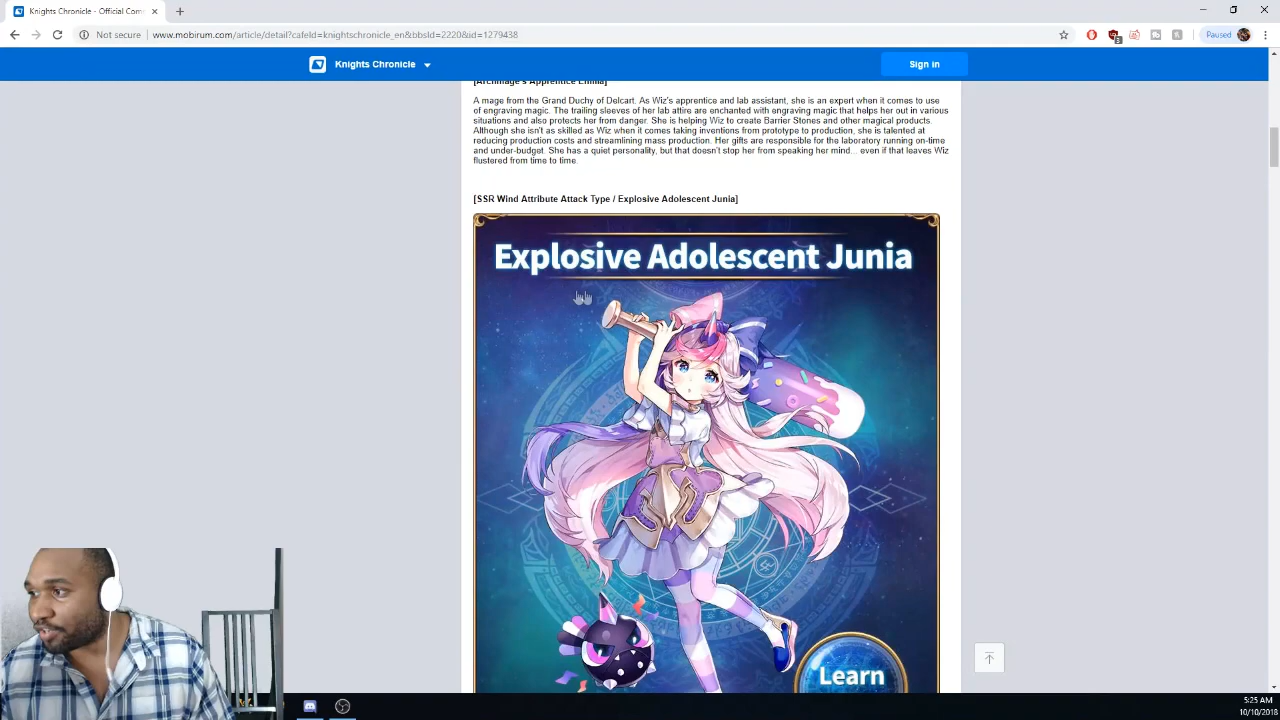 Knights Chronicle - Official Com
Not secure
www.mobirum.com/article/detail?cafeId=knightschronicle_en&bbsId=2220&id=1279438
3
Paused
Knights Chronicle
Sign in
[Archmage's Apprentice Emilia]
A mage from the Grand Duchy of Delcart. As Wiz's apprentice and lab assistant, she is an expert when it comes to use
of engraving magic. The trailing sleeves of her lab attire are enchanted with engraving magic that helps her out in various
situations and also protects her from danger. She is helping Wiz to create Barrier Stones and other magical products.
Although she isn't as skilled as Wiz when it comes taking inventions from prototype to production, she is talented at
reducing production costs and streamlining mass production. Her gifts are responsible for the laboratory running on-time
and under-budget. She has a quiet personality, but that doesn't stop her from speaking her mind... even if that leaves Wiz
flustered from time to time.
[SSR Wind Attribute Attack Type / Explosive Adolescent Junia]
Explosive Adolescent Junia
Learn
5:25 AM
10/10/2018